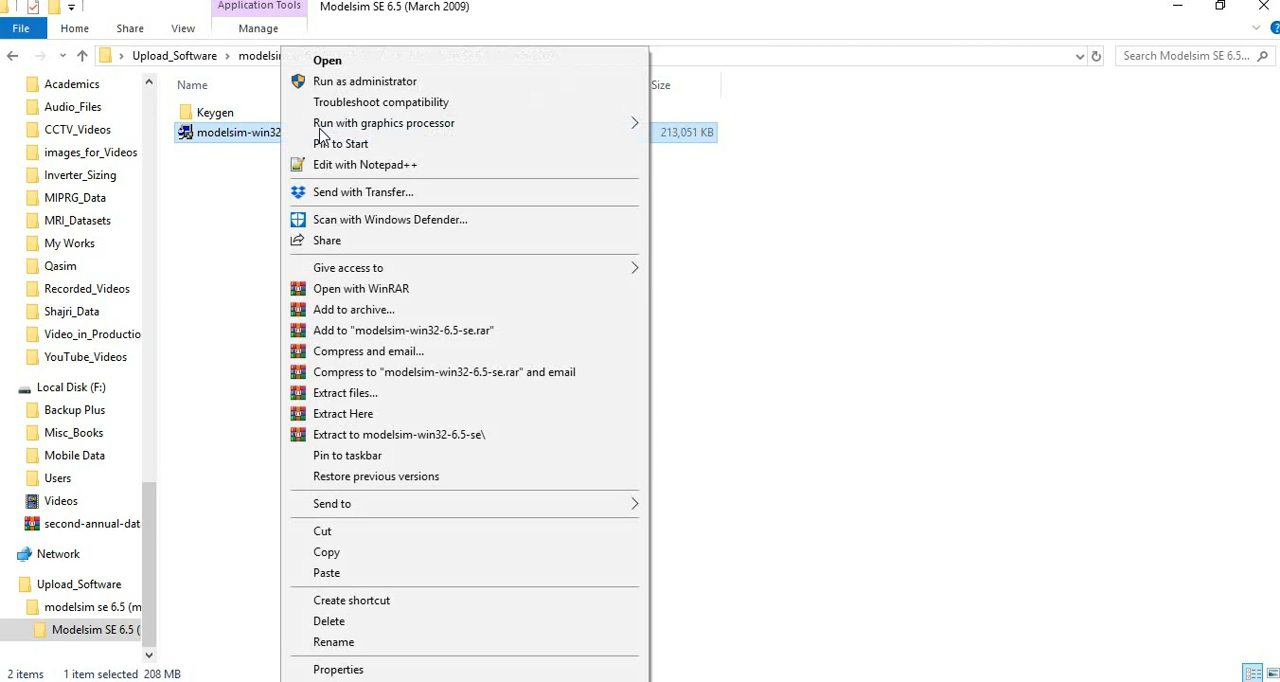 Application Tools
Modelsim SE 6.5 (March 2009)
File
Home
Share
View
Manage
Upload_Software
Search Modelsim SE 6.5...
Academics
Audio_Files
CCTV_Videos
images_for_Videos
Inverter_Sizing
MIPRG_Data
MRI_Datasets
My Works
Qasim
Recorded_Videos
Shajri_Data
Video_in_Productio
YouTube_Videos
Local Disk (F:)
Backup Plus
Misc_Books
Mobile Data
Users
Videos
second-annual-dat
Network
Upload_Software
modelsim se 6.5 (m
Modelsim SE 6.5 (
Name
Size
Keygen
modelsim-win32
213,051 KB
Open
Run as administrator
Troubleshoot compatibility
Run with graphics processor
Pin to Start
Edit with Notepad++
Send with Transfer...
Scan with Windows Defender...
Share
Give access to
Open with WinRAR
Add to archive...
Add to "modelsim-win32-6.5-se.rar"
Compress and email...
Compress to "modelsim-win32-6.5-se.rar" and email
Extract files...
Extract Here
Extract to modelsim-win32-6.5-se\
Pin to taskbar
Restore previous versions
Send to
Cut
Copy
Paste
Create shortcut
Delete
Rename
Properties
2 items
1 item selected 208 MB